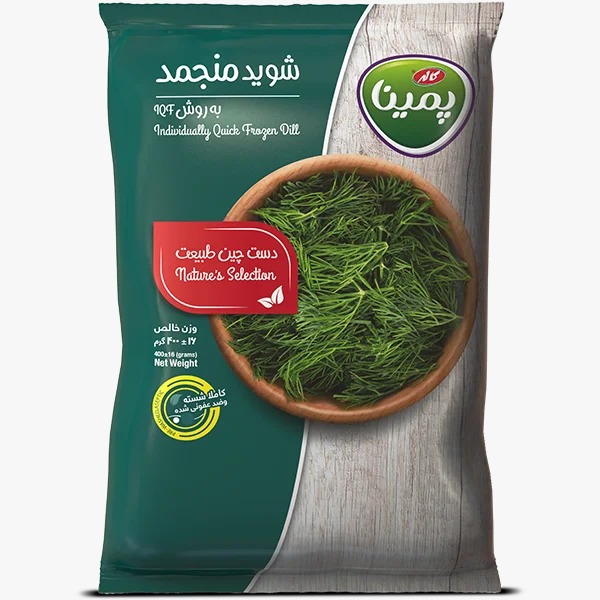 شوید منجمد
به روش IQF
Individually Quick Frozen Dill
کاله
پمینا
دست چین طبیعت
Nature's Selection
وزن خالص
۴۰۰ ± ۱۶ گرم
400±16 (grams)
Net Weight
کاملا شسته
وضد عفونی شده